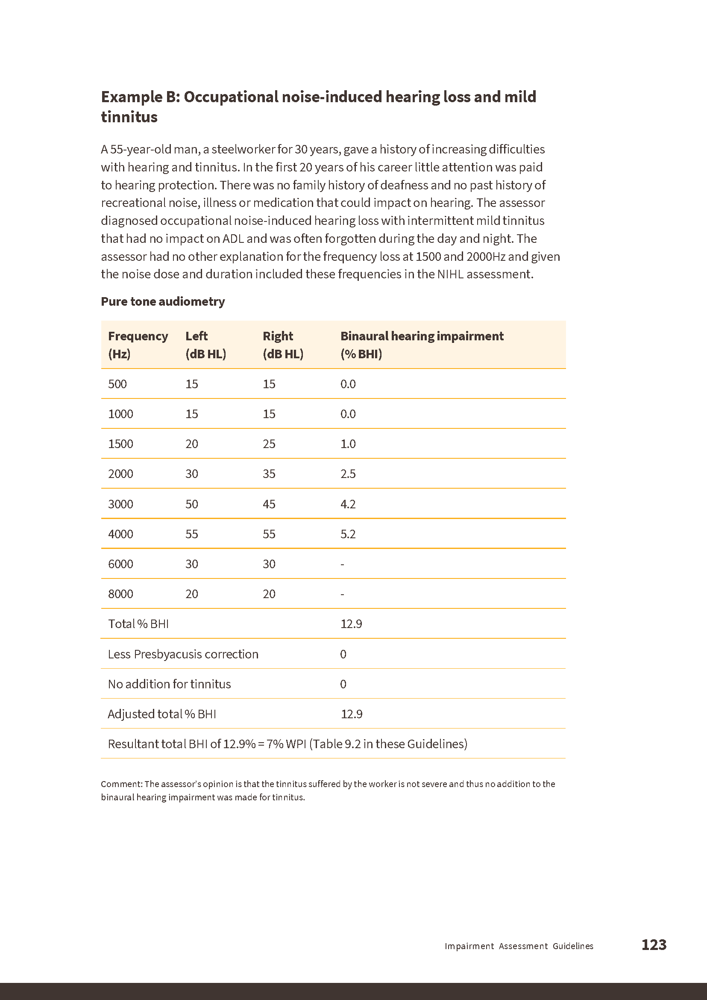 Example B: Occupational noise-induced hearing loss and mild
tinnitus
A 55-year-old man, a steelworker for 30 years, gave a history of increasing difficulties
with hearing and tinnitus. In the first 20 years of his career little attention was paid
to hearing protection. There was no family history of deafness and no past history of
recreational noise, illness or medication that could impact on hearing. The assessor
diagnosed occupational noise-induced hearing loss with intermittent mild tinnitus
that had no impact on ADL and was often forgotten during the day and night. The
assessor had no other explanation for the frequency loss at 1500 and 2000Hz and given
the noise dose and duration included these frequencies in the NIHL assessment.
Pure tone audiometry
Frequency Left Right Binaural hearing impairment
(Hz) (dB HL) (dB HL) (% BHI)
500 15 15 0.0
1000 15 15 0.0
1500 20 25 1.0
2000 30 35 2.5
3000 50 45 4.2
4000 55 55 5.2
6000 30 30 -
8000 20 20 -
Total % BHI 12.9
Less Presbyacusis correction 0
No addition for tinnitus 0
Adjusted total % BHI 12.9
Resultant total BHI of 12.9% = 7% WPI (Table 9.2 in these Guidelines)
Comment: The assessor's opinion is that the tinnitus suffered by the worker is not severe and thus no addition to the
binaural hearing impairment was made for tinnitus.
Impairment Assessment Guidelines 123